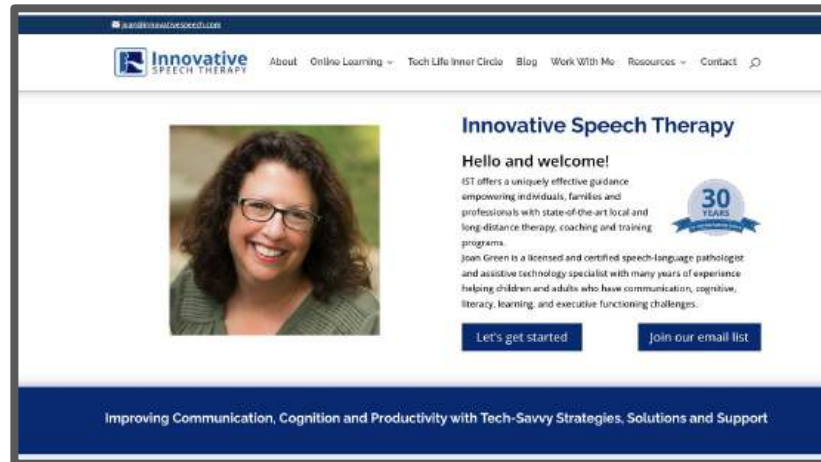 joan@innovativespeech.com
Innovative
SPEECH THERAPY
About Online Learning Tech Life Inner Circle Blog Work With Me Resources Contact
Innovative Speech Therapy
Hello and welcome!
IST offers a uniquely effective guidance
empowering individuals, families and
professionals with state-of-the-art local and
long-distance therapy, coaching and training
programs.
30
YEARS
Joan Green is a licensed and certified speech-language pathologist
and assistive technology specialist with many years of experience
helping children and adults who have communication, cognitive,
literacy, learning, and executive functioning challenges.
Let's get started Join our email list
Improving Communication, Cognition and Productivity with Tech-Savvy Strategies, Solutions and Support